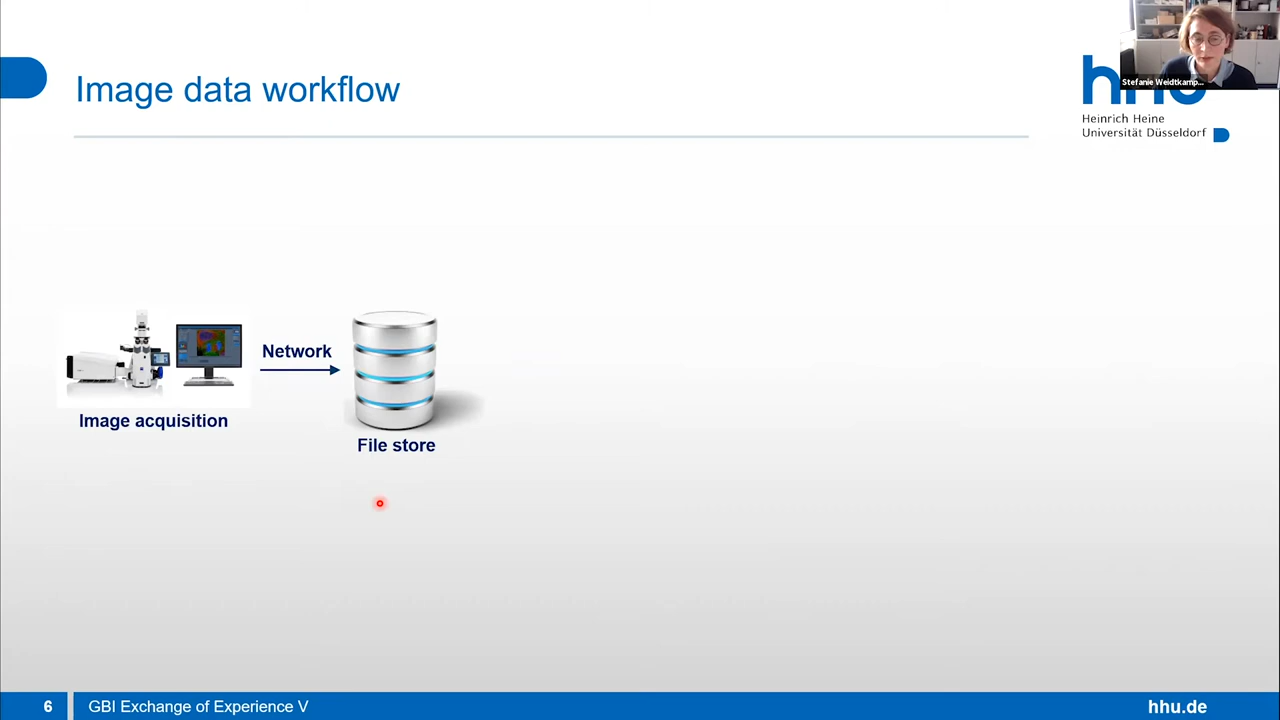 Stefanie Weidtkamp...
Image data workflow
hhu
Heinrich Heine
Universität Düsseldorf
Network
Image acquisition
File store
6
GBI Exchange of Experience V
hhu.de